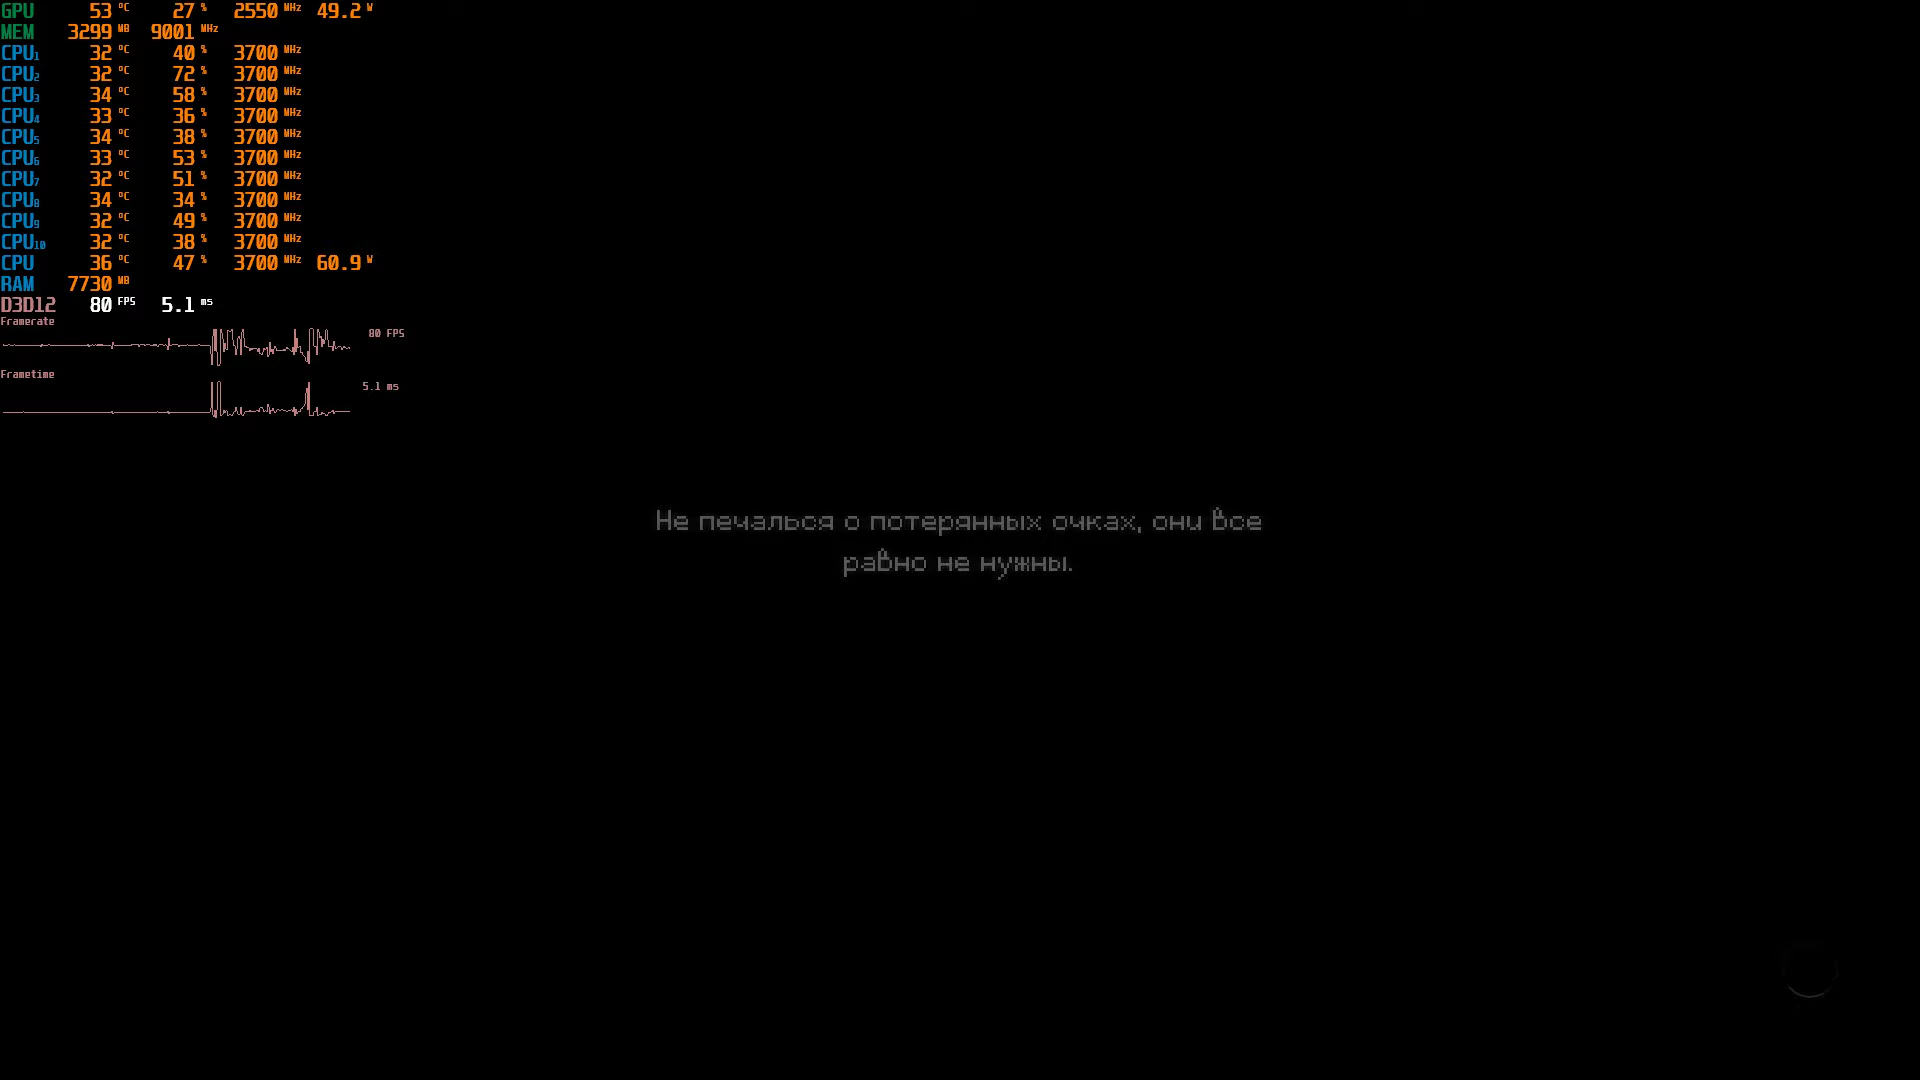 GPU 53 °C 27 % 2550 MHz 49.2 W
MEM 3299 MB 9001 MHz
CPU1 32 °C 40 % 3700 MHz
CPU2 32 °C 72 % 3700 MHz
CPU3 34 °C 58 % 3700 MHz
CPU4 33 °C 36 % 3700 MHz
CPU5 34 °C 38 % 3700 MHz
CPU6 33 °C 53 % 3700 MHz
CPU7 32 °C 51 % 3700 MHz
CPU8 34 °C 34 % 3700 MHz
CPU9 32 °C 49 % 3700 MHz
CPU10 32 °C 38 % 3700 MHz
CPU 36 °C 47 % 3700 MHz 60.9 W
RAM 7730 MB
D3D12 80 FPS 5.1 ms
Framerate
80 FPS
Frametime
5.1 ms
Не печалься о потерянных очках, они все
равно не нужны.